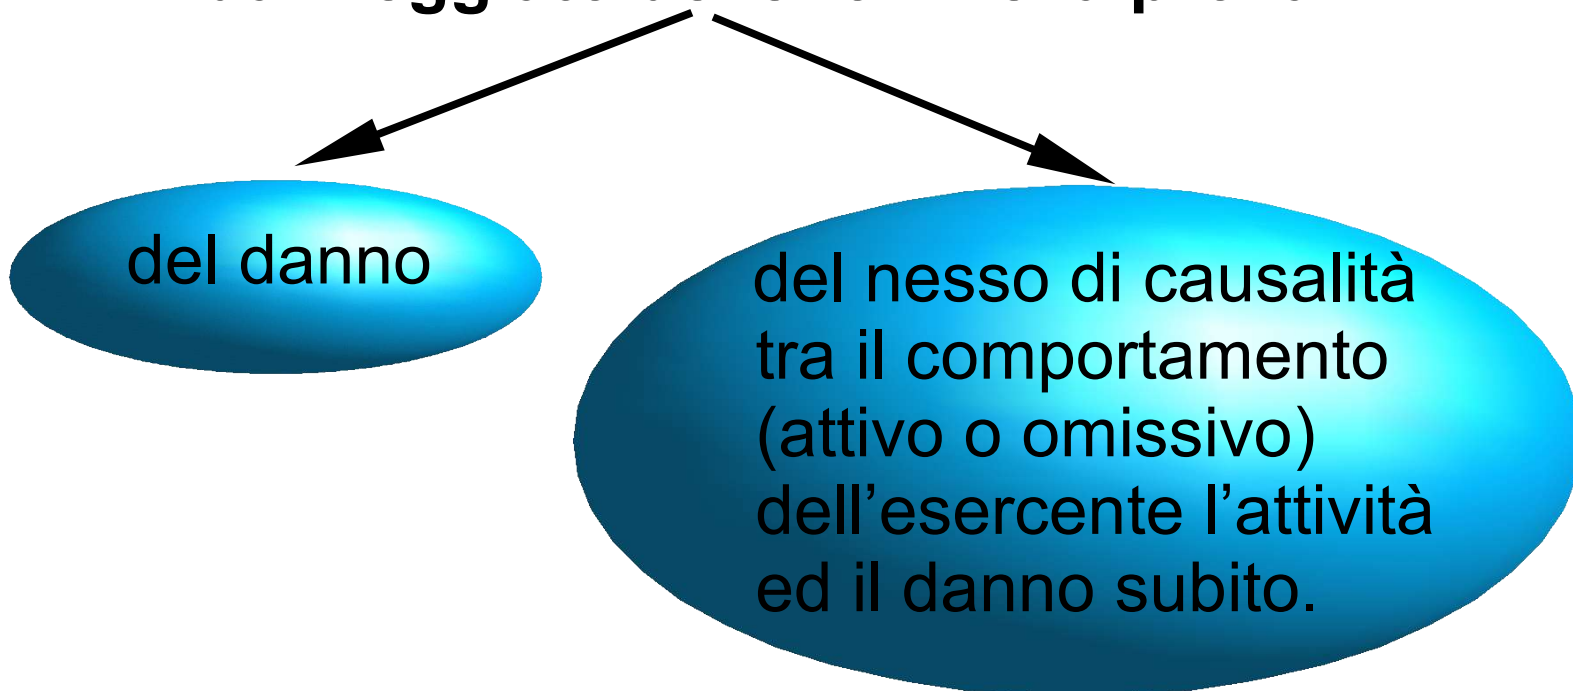 del danno
del nesso di causalità
tra il comportamento
(attivo o omissivo)
dell’esercente l’attività
ed il danno subito.